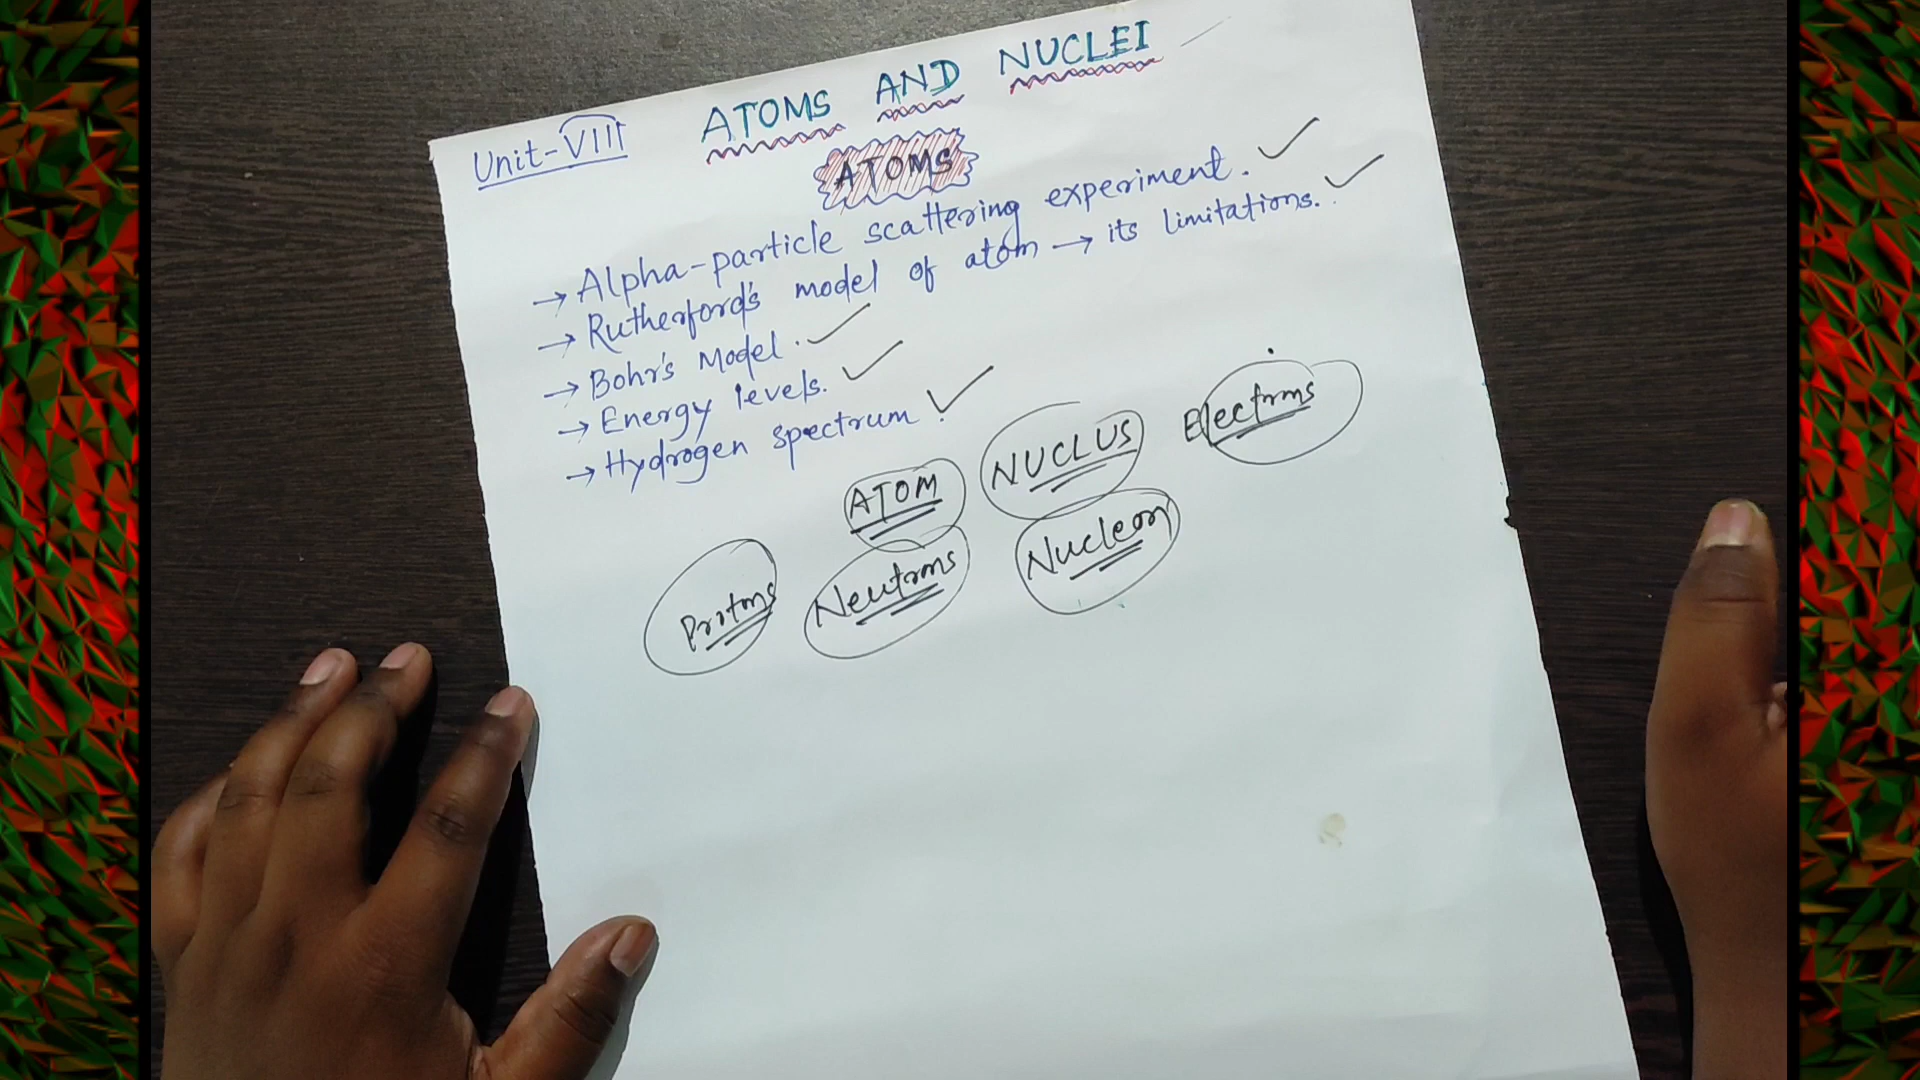 Unit-VIII ATOMS AND NUCLEI
ATOMS
→ Alpha-particle scattering experiment.
→ Rutherford's model of atom → its limitations.
→ Bohr's Model.
→ Energy levels.
→ Hydrogen spectrum.
ATOM NUCLUS Electrons
Protons Neutrons Nucleon